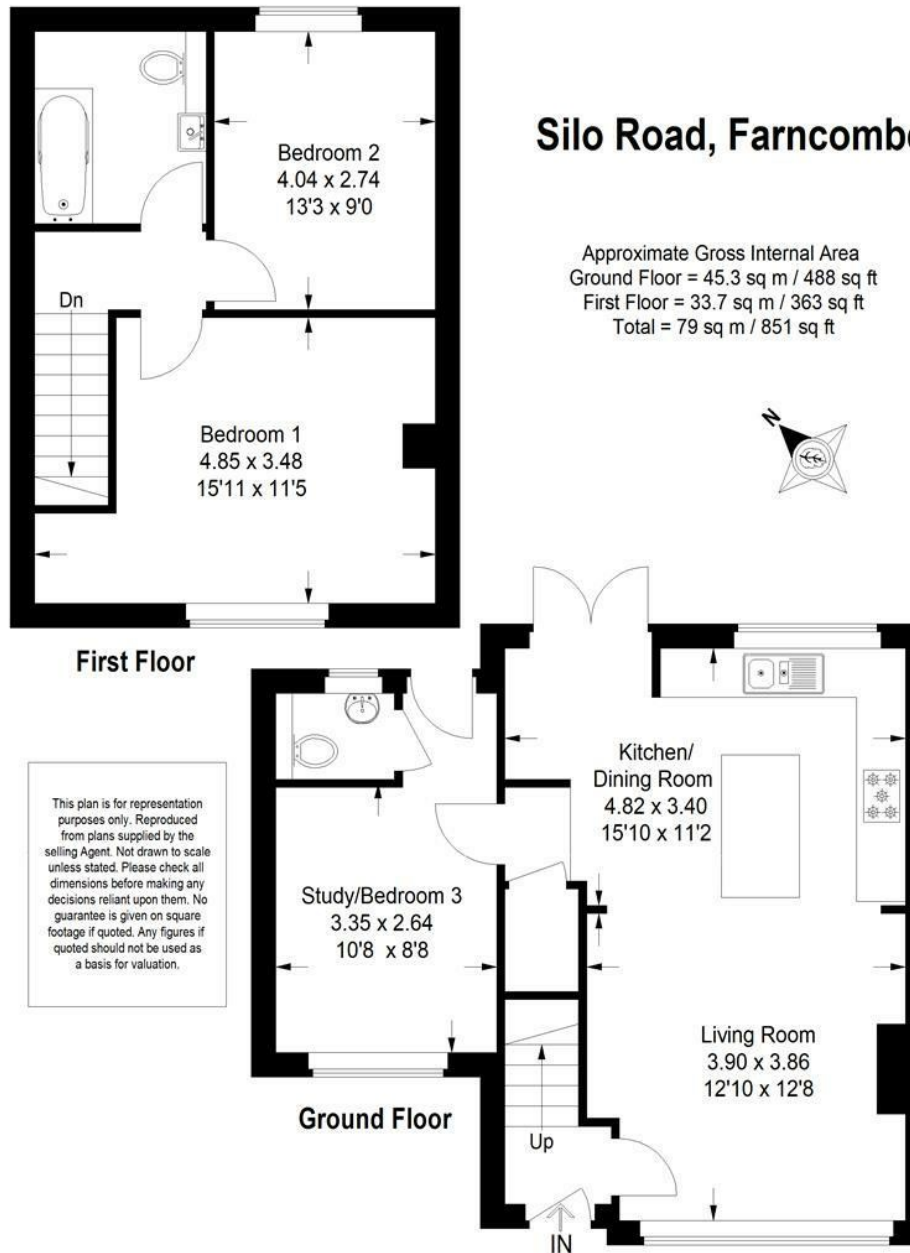 Silo Road, Farncombe
Approximate Gross Internal Area
Ground Floor = 45.3 sq m / 488 sq ft
First Floor = 33.7 sq m / 363 sq ft
Total = 79 sq m / 851 sq ft
N
Bedroom 2
4.04 x 2.74
13'3 x 9'0
Dn
Bedroom 1
4.85 x 3.48
15'11 x 11'5
First Floor
This plan is for representation
purposes only. Reproduced
from plans supplied by the
selling Agent. Not drawn to scale
unless stated. Please check all
dimensions before making any
decisions reliant upon them. No
guarantee is given on square
footage if quoted. Any figures if
quoted should not be used as
a basis for valuation.
Kitchen/
Dining Room
4.82 x 3.40
15'10 x 11'2
Study/Bedroom 3
3.35 x 2.64
10'8 x 8'8
Living Room
3.90 x 3.86
12'10 x 12'8
Ground Floor
Up
IN